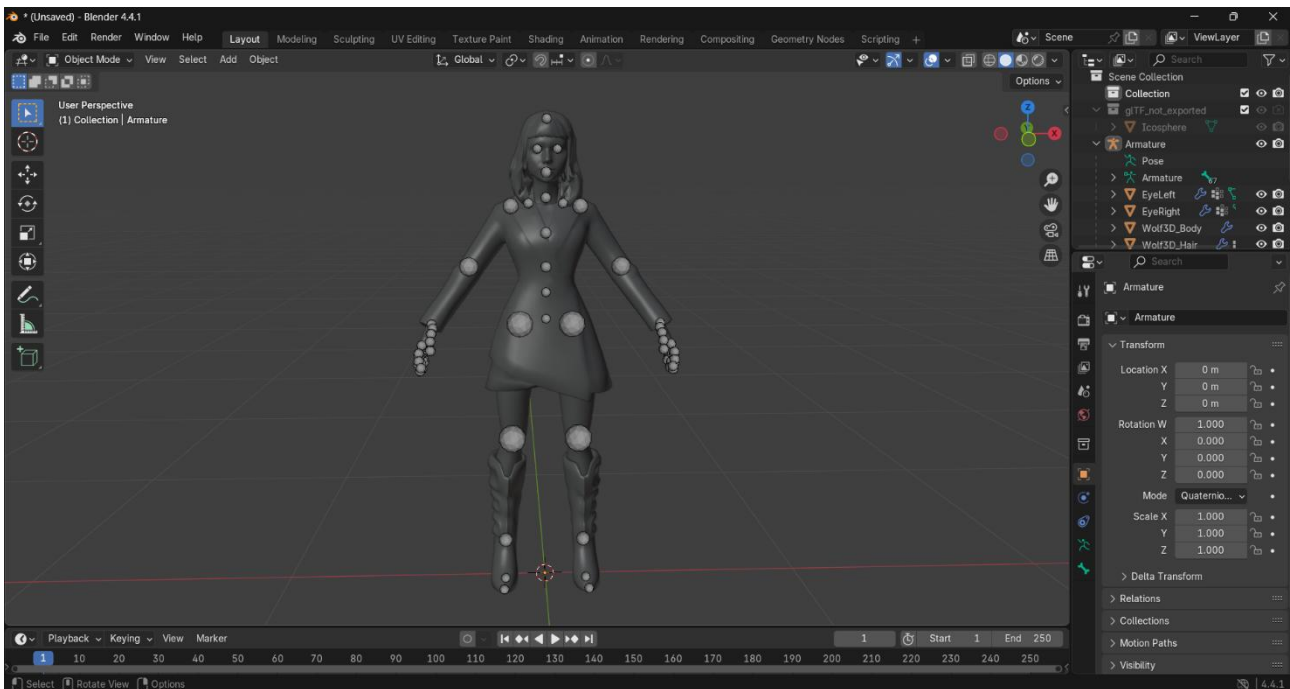 * (Unsaved) - Blender 4.4.1
File Edit Render Window Help Layout Modeling Sculpting UV Editing Texture Paint Shading Animation Rendering Compositing Geometry Nodes Scripting + Scene ViewLayer
Object Mode View Select Add Object Global Search
Options
User Perspective
(1) Collection | Armature
Z
X
Scene Collection
Collection
glTF_not_exported
Icosphere
Armature
Pose
Armature 67
EyeLeft
EyeRight
Wolf3D_Body
Wolf3D_Hair
Search
Armature
Armature
Transform
Location X 0 m
Y 0 m
Z 0 m
Rotation W 1.000
X 0.000
Y 0.000
Z 0.000
Mode Quaternio...
Scale X 1.000
Y 1.000
Z 1.000
Delta Transform
Relations
Collections
Motion Paths
Visibility
Playback Keying View Marker 1 Start 1 End 250
1 10 20 30 40 50 60 70 80 90 100 110 120 130 140 150 160 170 180 190 200 210 220 230 240 250
Select Rotate View Options 4.4.1